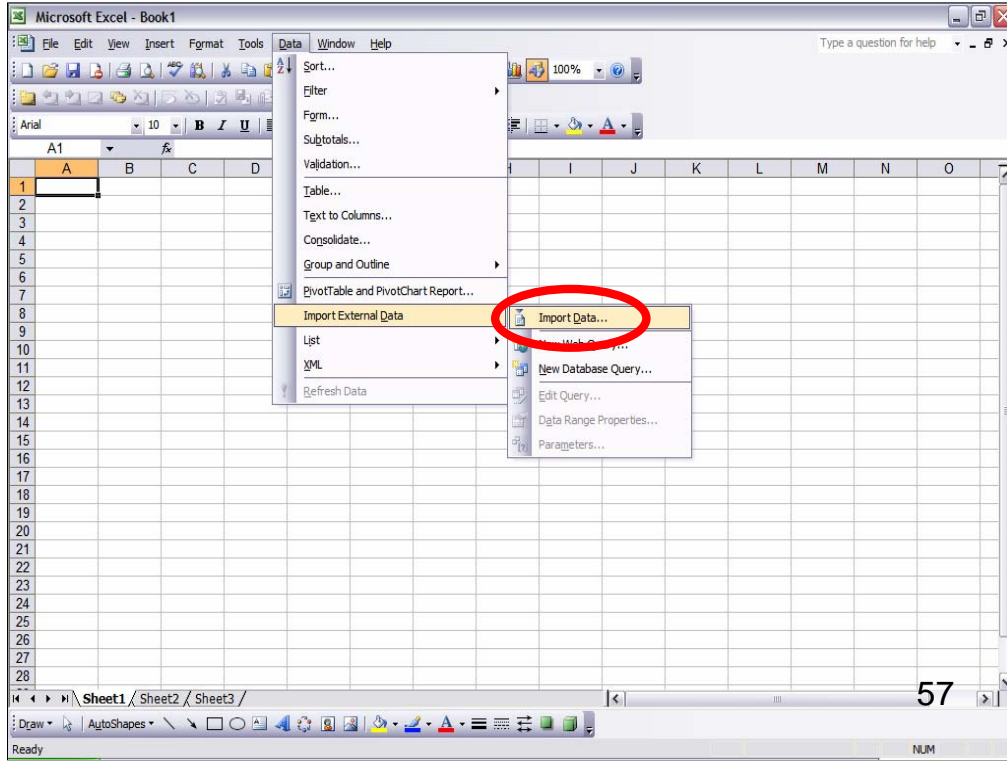 Microsoft Excel - Book1
File Edit View Insert Format Tools Data Window Help Type a question for help
100%
Arial 10 B I U A
A1 fx
A B C D H I J K L M N O
Sort...
Filter
Form...
Subtotals...
Validation...
Table...
Text to Columns...
Consolidate...
Group and Outline
PivotTable and PivotChart Report...
Import External Data
List
XML
Refresh Data
Import Data...
New Web Query...
New Database Query...
Edit Query...
Data Range Properties...
Parameters...
1
2
3
4
5
6
7
8
9
10
11
12
13
14
15
16
17
18
19
20
21
22
23
24
25
26
27
28
57
Sheet1 Sheet2 Sheet3
Draw AutoShapes A
Ready NUM